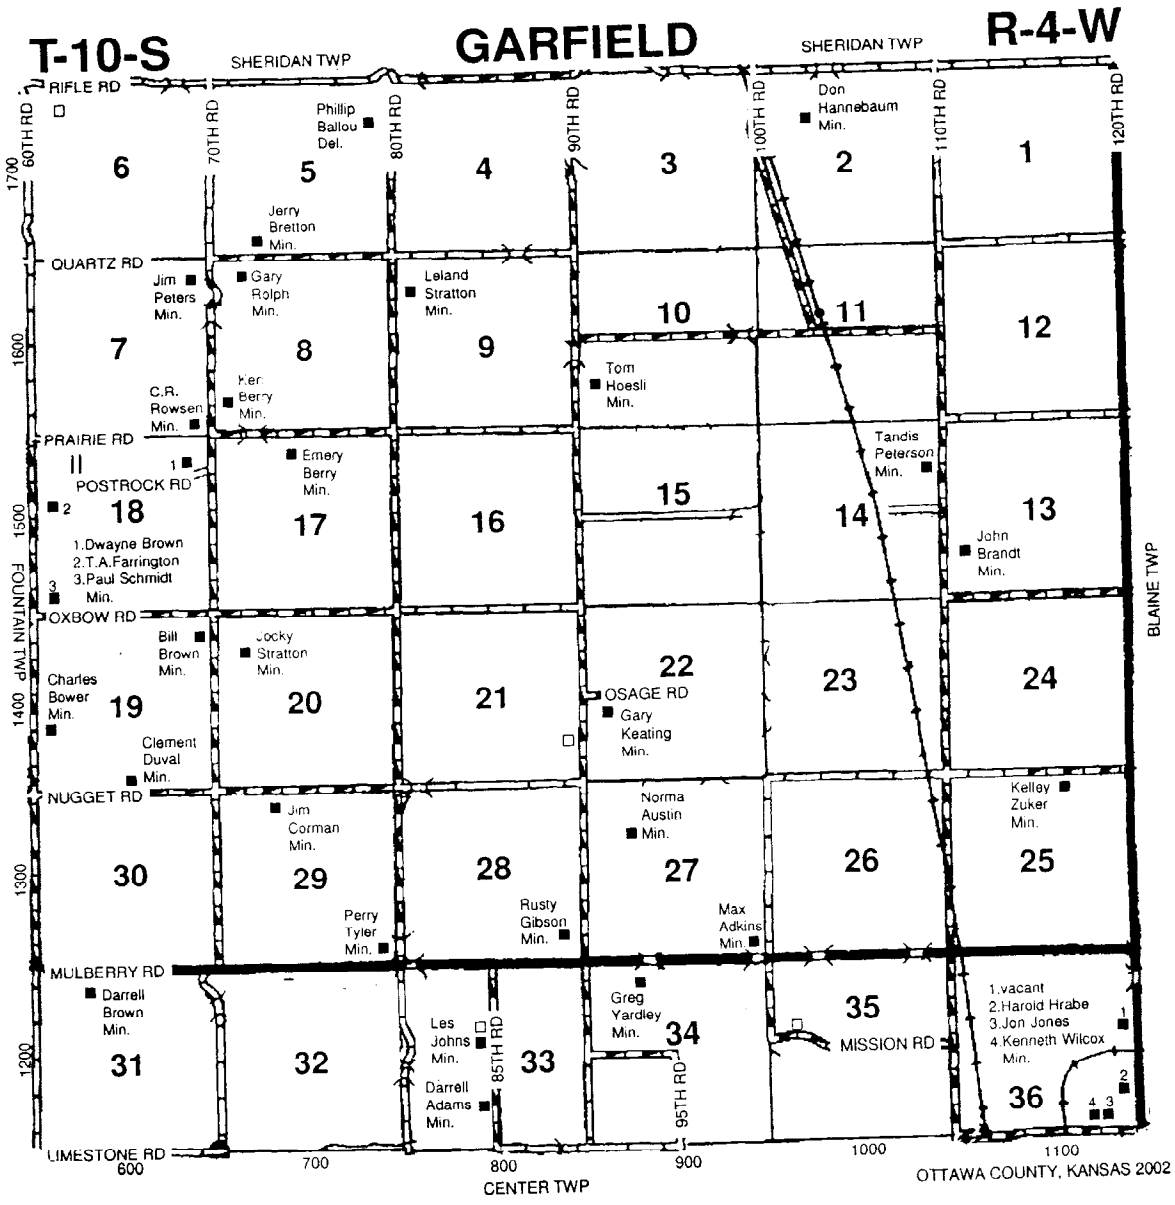 T-10-S
GARFIELD
R-4-W
SHERIDAN TWP
SHERIDAN TWP
RIFLE RD
60TH RD
70TH RD
80TH RD
90TH RD
100TH RD
110TH RD
120TH RD
Phillip
Ballou
Del.
Don
Hannebaum
Min.
1700
6
5
4
3
2
1
Jerry
Bretton
Min.
QUARTZ RD
Jim
Peters
Min.
Gary
Rolph
Min.
Leland
Stratton
Min.
10
11
12
1600
7
8
9
Tom
Hoesli
Min.
C.R.
Rowsen
Min.
Ken
Berry
Min.
PRAIRIE RD
1
Emery
Berry
Min.
Tandis
Peterson
Min.
POSTROCK RD
2
18
17
16
15
14
13
1500
1.Dwayne Brown
2.T.A.Farrington
3.Paul Schmidt
Min.
3
John
Brandt
Min.
FOUNTAIN TWP
BLAINE TWP
OXBOW RD
Bill
Brown
Min.
Jocky
Stratton
Min.
Charles
Bower
Min.
19
20
21
22
23
24
OSAGE RD
Gary
Keating
Min.
1400
Clement
Duval
Min.
NUGGET RD
Jim
Corman
Min.
Norma
Austin
Min.
Kelley
Zuker
Min.
1300
30
29
28
27
26
25
Perry
Tyler
Min.
Rusty
Gibson
Min.
Max
Adkins
Min.
MULBERRY RD
Darrell
Brown
Min.
Greg
Yardley
Min.
1.vacant
2.Harold Hrabe
3.Jon Jones
4.Kenneth Wilcox
Min.
1
2
4 3
Les
Johns
Min.
85TH RD
34
35
MISSION RD
1200
31
32
33
36
Darrell
Adams
Min.
95TH RD
LIMESTONE RD
600
700
800
900
1000
1100
CENTER TWP
OTTAWA COUNTY, KANSAS 2002